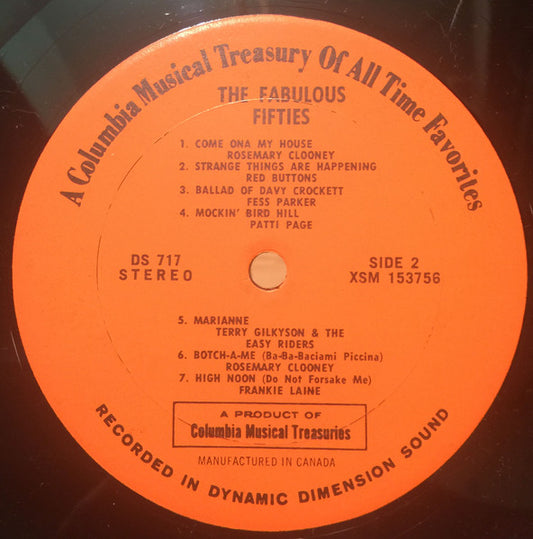 A Columbia Musical Treasury Of All Time Favorites
THE FABULOUS
FIFTIES
1. COME ONA MY HOUSE
ROSEMARY CLOONEY
2. STRANGE THINGS ARE HAPPENING
RED BUTTONS
3. BALLAD OF DAVY CROCKETT
FESS PARKER
4. MOCKIN' BIRD HILL
PATTI PAGE
DS 717
STEREO
SIDE 2
XSM 153756
5. MARIANNE
TERRY GILKYSON & THE
EASY RIDERS
6. BOTCH-A-ME (Ba-Ba-Baciami Piccina)
ROSEMARY CLOONEY
7. HIGH NOON (Do Not Forsake Me)
FRANKIE LAINE
A PRODUCT OF
Columbia Musical Treasuries
MANUFACTURED IN CANADA
RECORDED IN DYNAMIC DIMENSION SOUND